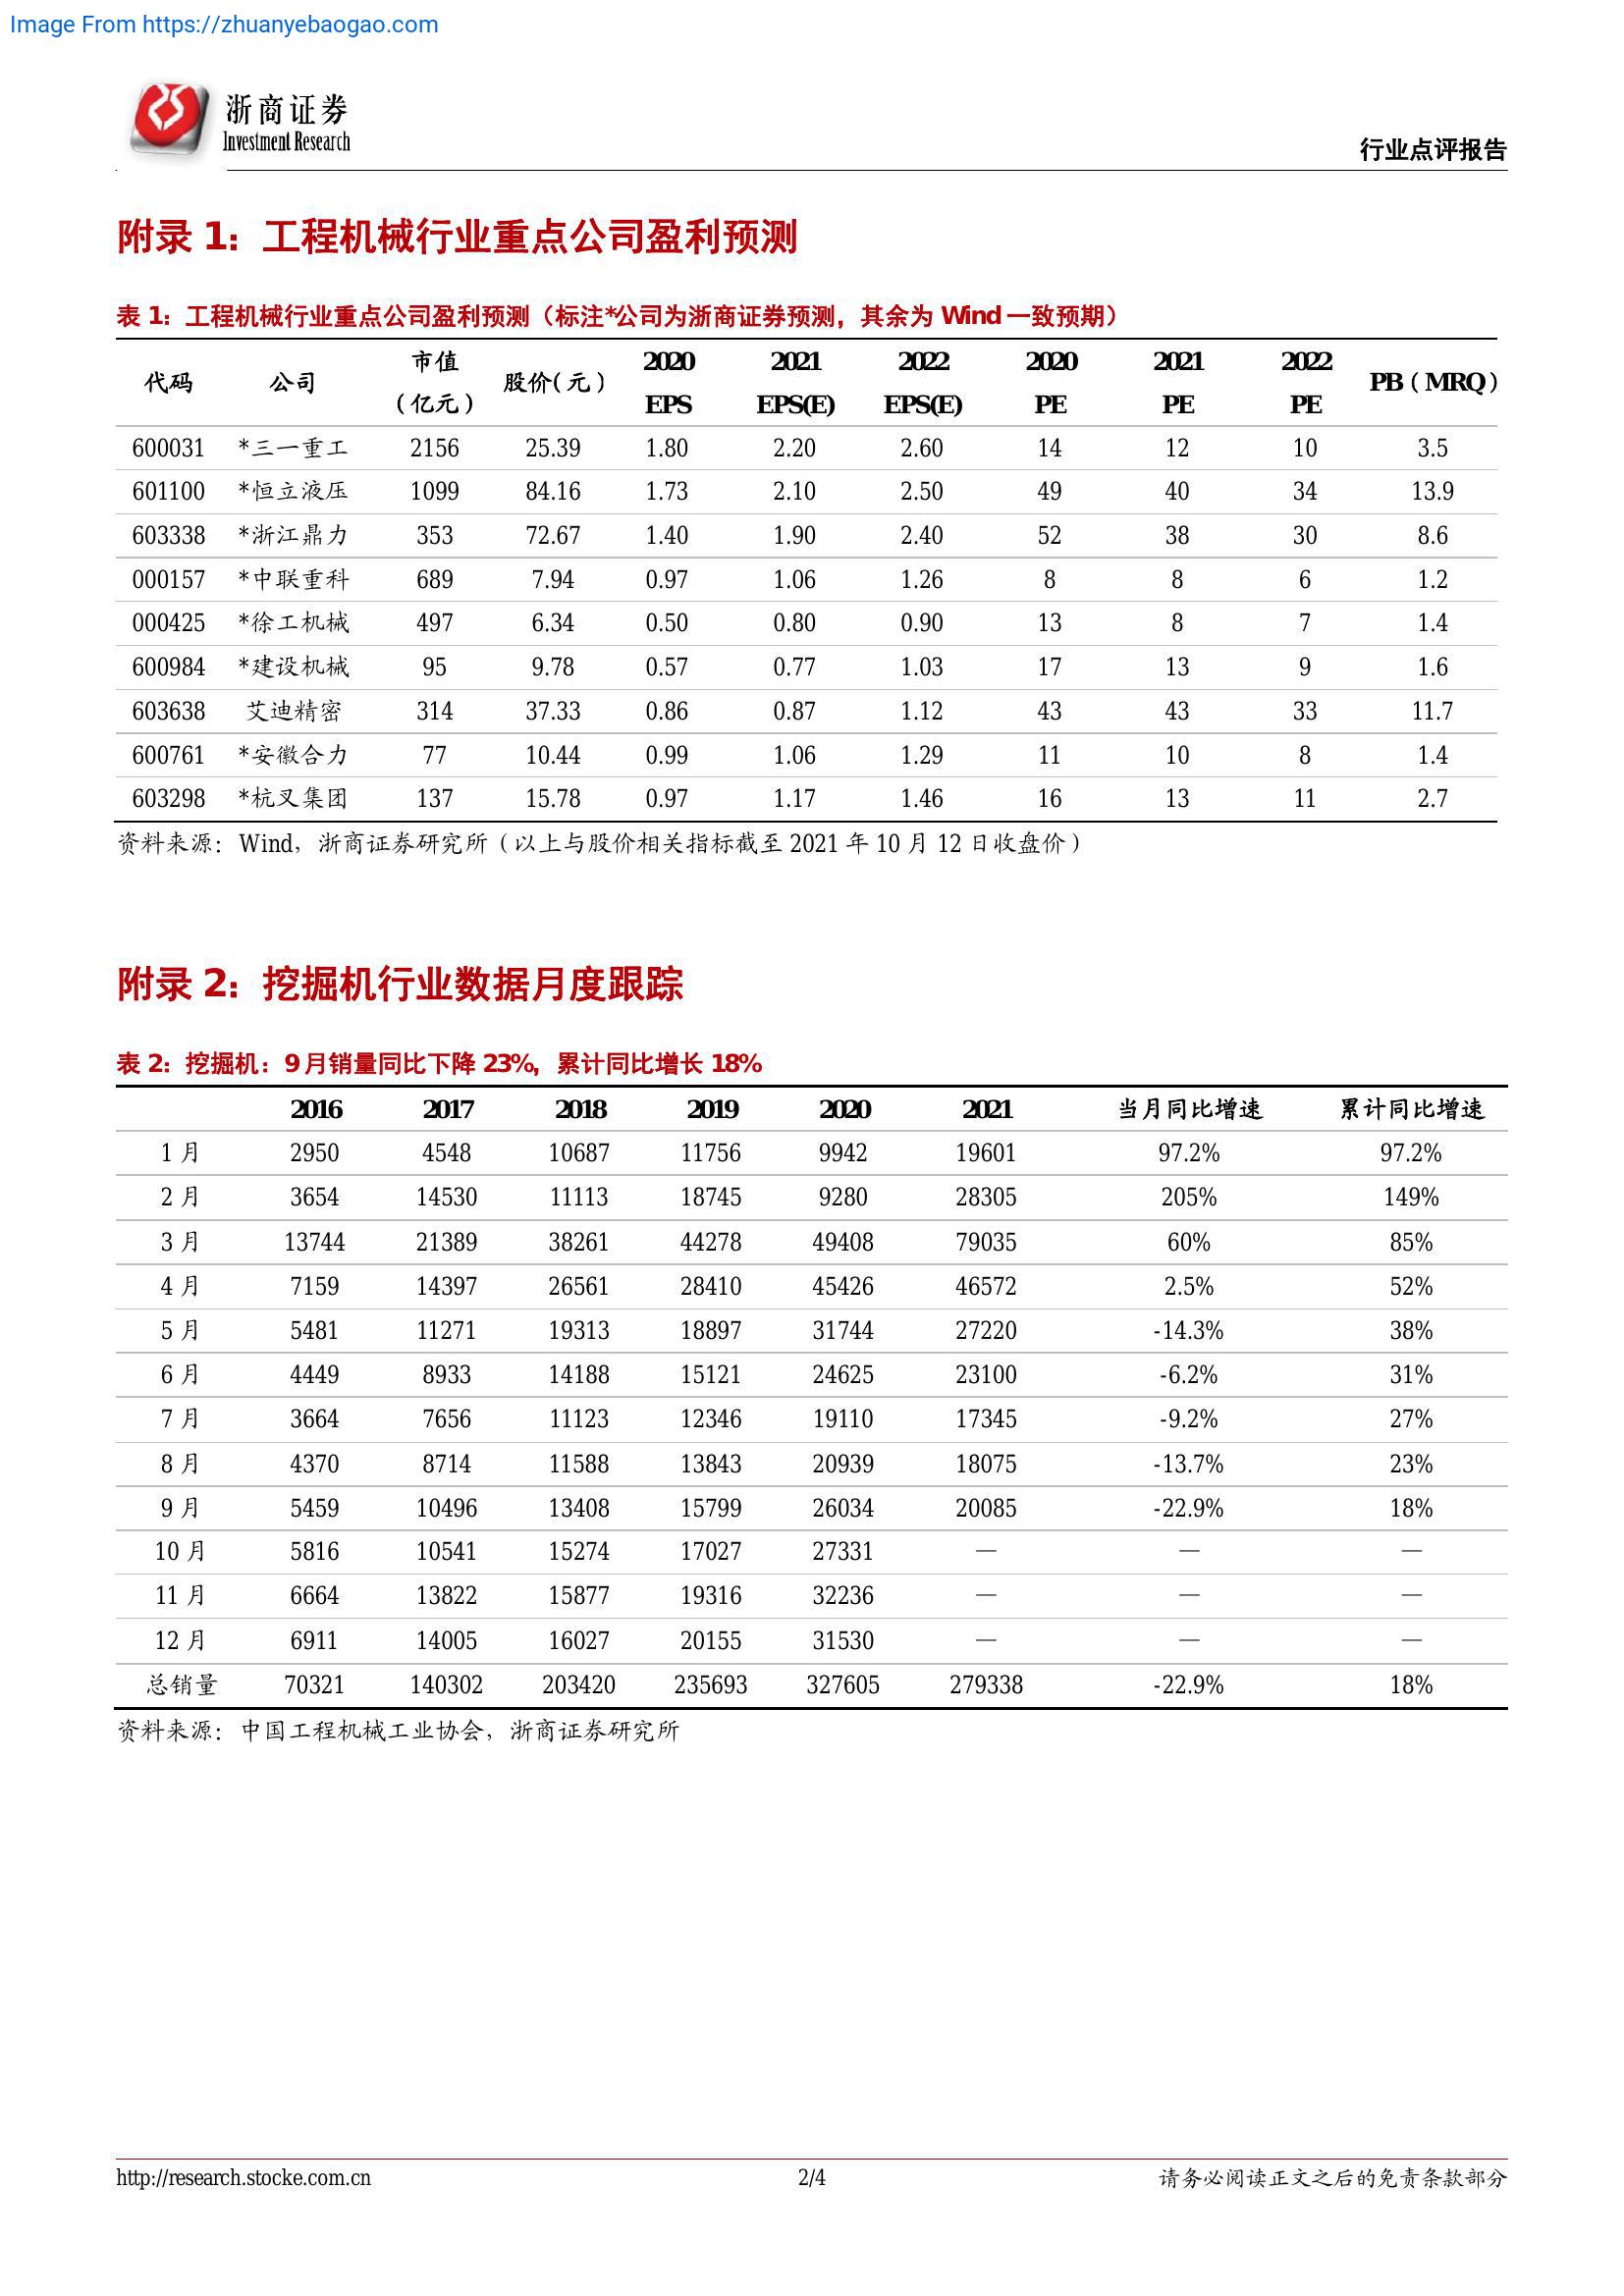 Image From https://zhuanyebaogao.com
浙商证券
Investment Research
行业点评报告
附录 1：工程机械行业重点公司盈利预测
表 1：工程机械行业重点公司盈利预测（标注*公司为浙商证券预测，其余为 Wind 一致预期）
代码 公司 市值（亿元） 股价(元) 2020 EPS 2021 EPS(E) 2022 EPS(E) 2020 PE 2021 PE 2022 PE PB（MRQ）
600031 *三一重工 2156 25.39 1.80 2.20 2.60 14 12 10 3.5
601100 *恒立液压 1099 84.16 1.73 2.10 2.50 49 40 34 13.9
603338 *浙江鼎力 353 72.67 1.40 1.90 2.40 52 38 30 8.6
000157 *中联重科 689 7.94 0.97 1.06 1.26 8 8 6 1.2
000425 *徐工机械 497 6.34 0.50 0.80 0.90 13 8 7 1.4
600984 *建设机械 95 9.78 0.57 0.77 1.03 17 13 9 1.6
603638 艾迪精密 314 37.33 0.86 0.87 1.12 43 43 33 11.7
600761 *安徽合力 77 10.44 0.99 1.06 1.29 11 10 8 1.4
603298 *杭叉集团 137 15.78 0.97 1.17 1.46 16 13 11 2.7
资料来源：Wind，浙商证券研究所（以上与股价相关指标截至 2021 年 10 月 12 日收盘价）
附录 2：挖掘机行业数据月度跟踪
表 2：挖掘机：9 月销量同比下降 23%，累计同比增长 18%
2016 2017 2018 2019 2020 2021 当月同比增速 累计同比增速
1 月 2950 4548 10687 11756 9942 19601 97.2% 97.2%
2 月 3654 14530 11113 18745 9280 28305 205% 149%
3 月 13744 21389 38261 44278 49408 79035 60% 85%
4 月 7159 14397 26561 28410 45426 46572 2.5% 52%
5 月 5481 11271 19313 18897 31744 27220 -14.3% 38%
6 月 4449 8933 14188 15121 24625 23100 -6.2% 31%
7 月 3664 7656 11123 12346 19110 17345 -9.2% 27%
8 月 4370 8714 11588 13843 20939 18075 -13.7% 23%
9 月 5459 10496 13408 15799 26034 20085 -22.9% 18%
10 月 5816 10541 15274 17027 27331 — — —
11 月 6664 13822 15877 19316 32236 — — —
12 月 6911 14005 16027 20155 31530 — — —
总销量 70321 140302 203420 235693 327605 279338 -22.9% 18%
资料来源：中国工程机械工业协会，浙商证券研究所
http://research.stocke.com.cn 2/4 请务必阅读正文之后的免责条款部分